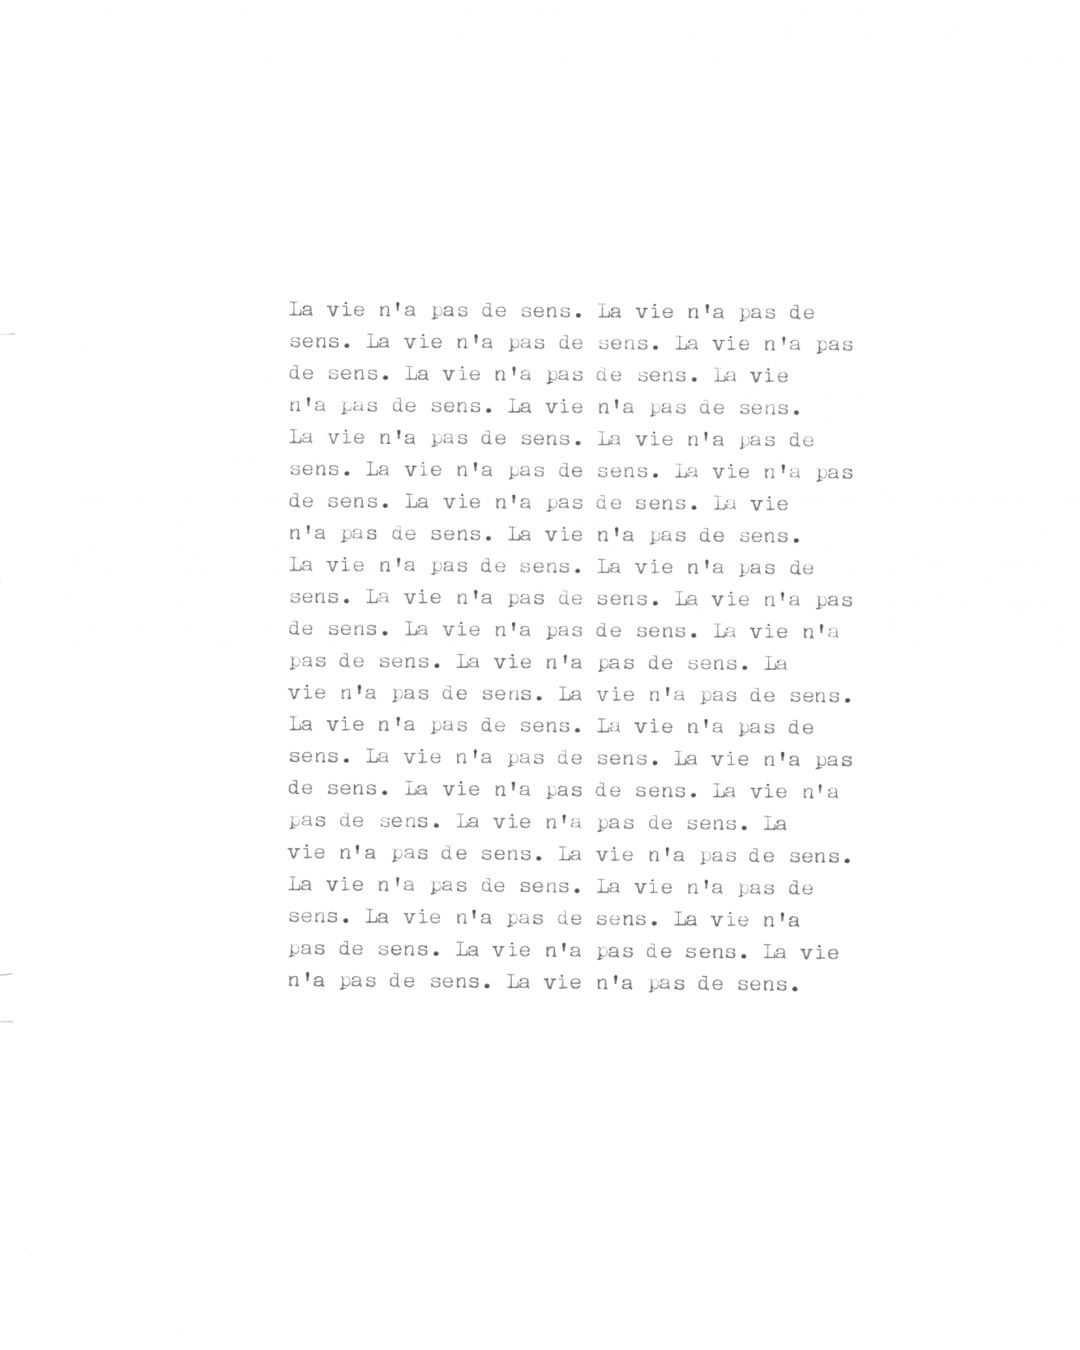 La vie n'a pas de sens. La vie n'a pas de
sens. La vie n'a pas de sens. La vie n'a pas
de sens. La vie n'a pas de sens. La vie
n'a pas de sens. La vie n'a pas de sens.
La vie n'a pas de sens. La vie n'a pas de
sens. La vie n'a pas de sens. La vie n'a pas
de sens. La vie n'a pas de sens. La vie
n'a pas de sens. La vie n'a pas de sens.
La vie n'a pas de sens. La vie n'a pas de
sens. La vie n'a pas de sens. La vie n'a pas
de sens. La vie n'a pas de sens. La vie n'a
pas de sens. La vie n'a pas de sens. La
vie n'a pas de sens. La vie n'a pas de sens.
La vie n'a pas de sens. La vie n'a pas de
sens. La vie n'a pas de sens. La vie n'a pas
de sens. La vie n'a pas de sens. La vie n'a
pas de sens. La vie n'a pas de sens. La
vie n'a pas de sens. La vie n'a pas de sens.
La vie n'a pas de sens. La vie n'a pas de
sens. La vie n'a pas de sens. La vie n'a
pas de sens. La vie n'a pas de sens. La vie
n'a pas de sens. La vie n'a pas de sens.